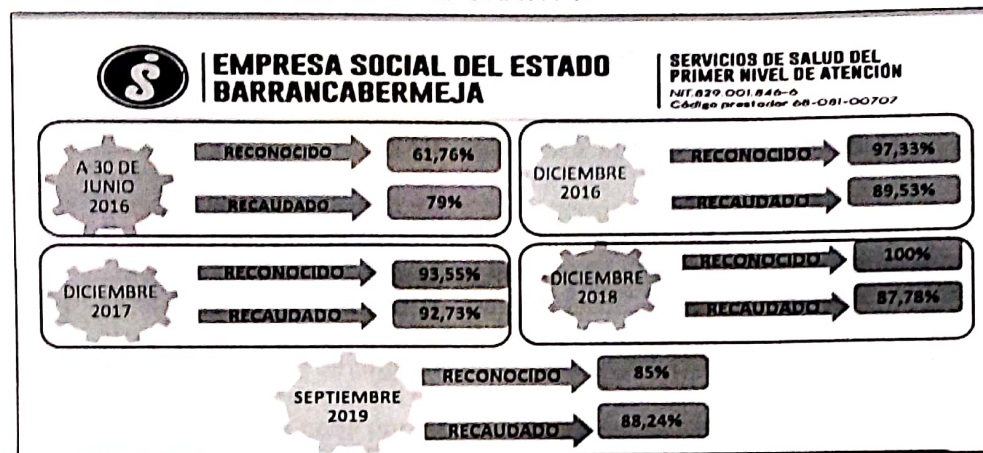 EMPRESA SOCIAL DEL ESTADO
BARRANCABERMEJA
SERVICIOS DE SALUD DEL
PRIMER NIVEL DE ATENCIÓN
NIT.829.001.846-6
Código prestador 68-081-00707
A 30 DE
JUNIO
2016
RECONOCIDO
61,76%
RECAUDADO
79%
DICIEMBRE
2016
RECONOCIDO
97,33%
RECAUDADO
89,53%
DICIEMBRE
2017
RECONOCIDO
93,55%
RECAUDADO
92,73%
DICIEMBRE
2018
RECONOCIDO
100%
RECAUDADO
87,78%
SEPTIEMBRE
2019
RECONOCIDO
85%
RECAUDADO
88,24%